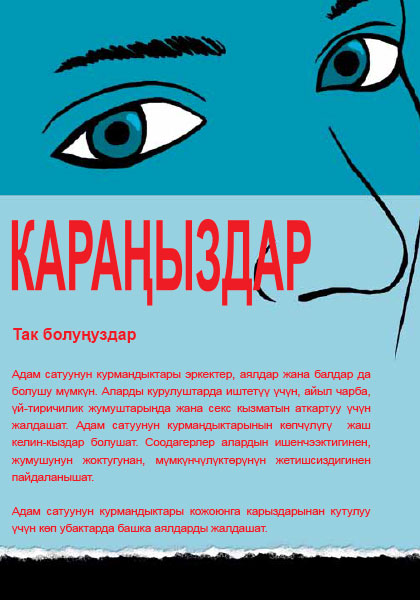 КАРАҢЫЗДАР
Так болуңуздар
Адам сатуунун курмандыктары эркектер, аялдар жана балдар да
болушу мүмкүн. Аларды курулуштарда иштетүү үчүн, айыл чарба,
үй-тиричилик жумуштарында жана секс кызматын аткартуу үчүн
жалдашат. Адам сатуунун курмандыктарынын көпчүлүгү жаш
келин-кыздар болушат. Соодагерлер алардын ишенчээктигинен,
жумушунун жоктугунан, мүмкүнчүлүктөрүнүн жетишсиздигинен
пайдаланышат.
Адам сатуунун курмандыктары кожоюнга карыздарынан кутулуу
үчүн көп убактарда башка аялдарды жалдашат.